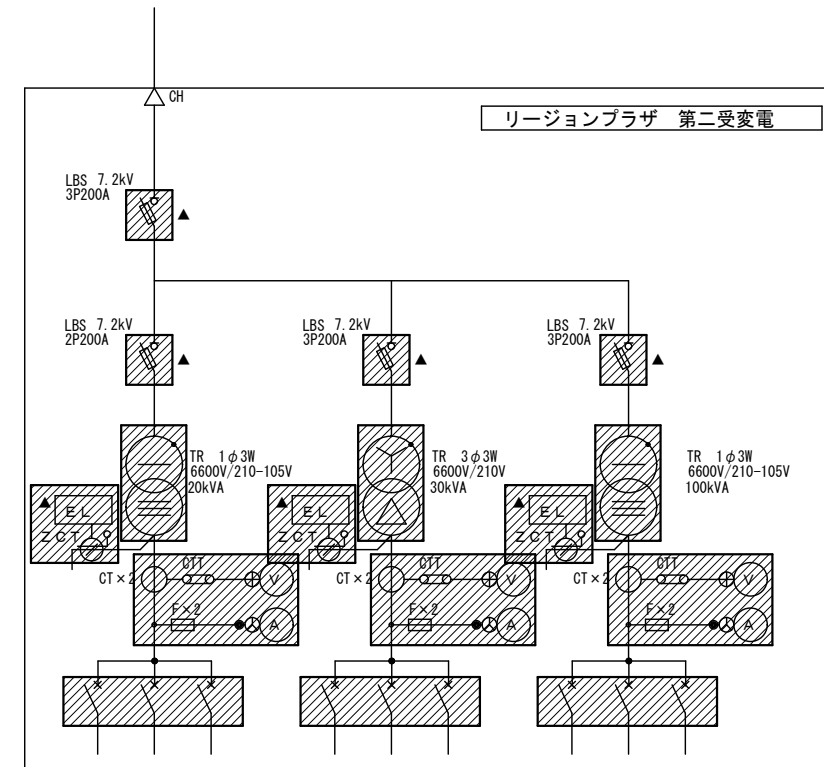 CH
リージョンプラザ 第二受変電
LBS 7.2kV
3P200A
▲
LBS 7.2kV
2P200A
▲
LBS 7.2kV
3P200A
▲
LBS 7.2kV
3P200A
▲
TR 1φ3W
6600V/210-105V
20kVA
TR 3φ3W
6600V/210V
30kVA
TR 1φ3W
6600V/210-105V
100kVA
▲
EL
ZCT
▲
EL
ZCT
▲
EL
ZCT
CT×2
CTT
V
F×2
A
CT×2
CTT
V
F×2
A
CT×2
CTT
V
F×2
A